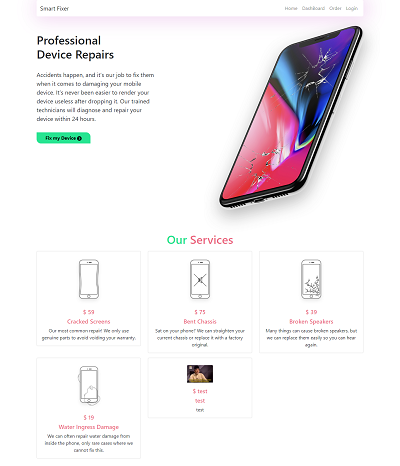 Smart Fixer
Home DashBoard Order Login
Professional
Device Repairs
Accidents happen, and it's our job to fix them
when it comes to damaging your mobile
device. It's never been easier to render your
device useless after dropping it. Our trained
technicians will diagnose and repair your
device within 24 hours.
Fix my Device
Our Services
$ 59
Cracked Screens
Our most common repair! We only use
genuine parts to avoid voiding your warranty.
$ 75
Bent Chassis
Sat on your phone? We can straighten your
current chassis or replace it with a factory
original.
$ 39
Broken Speakers
Many things can cause broken speakers, but
we can replace them easily so you can hear
again.
$ 19
Water Ingress Damage
We can often repair water damage from
inside the phone, only rare cases where we
cannot fix this.
$ test
test
test